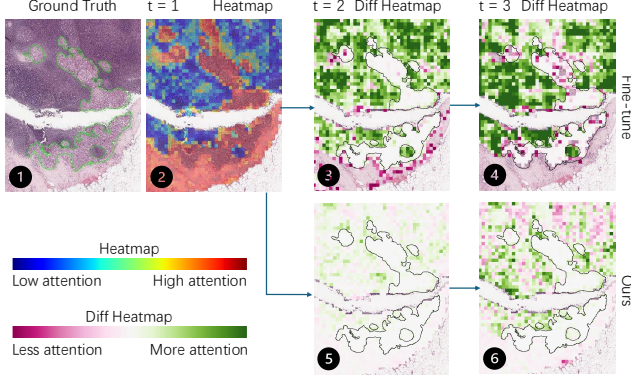 Ground Truth
t = 1 Heatmap
t = 2 Diff Heatmap
t = 3 Diff Heatmap
1
2
3
4
Fine-tune
Heatmap
Low attention High attention
Diff Heatmap
Less attention More attention
5
6
Ours